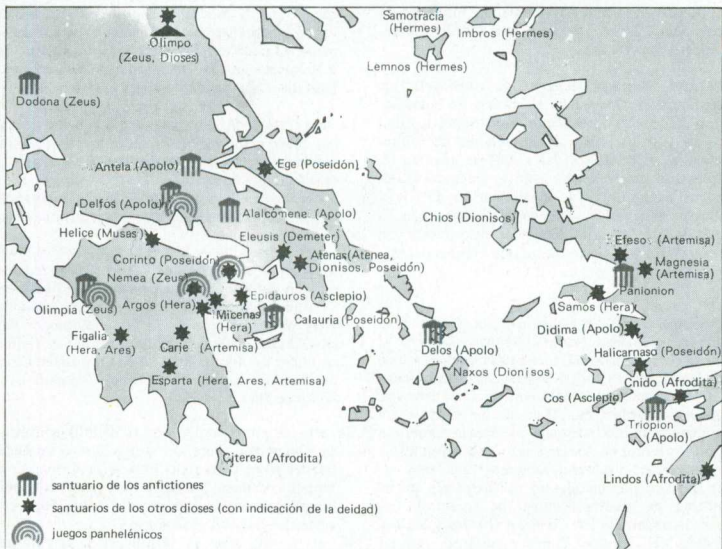 Samotracia
(Hermes)
Imbros (Hermes)
Olimpo
(Zeus, Dioses)
Lemnos (Hermes)
Dodona (Zeus)
Antela (Apolo)
Ege (Poseidón)
Delfos (Apolo)
Alalcomene (Apolo)
Chios (Dionisos)
Helice (Musas)
Eleusis (Demeter)
Efeso (Artemisa)
Corinto (Poseidón)
Atenas (Atenea,
Dionisos, Poseidón)
Magnesia
(Artemisa)
Nemea (Zeus)
Panionion
Olimpia (Zeus)
Argos (Hera)
Epidauros (Asclepio)
Samos (Hera)
Micenas
(Hera)
Calauria (Poseidón)
Didima (Apolo)
Figalia
(Hera, Ares)
Carie (Artemisa)
Delos (Apolo)
Halicarnaso (Poseidón)
Esparta (Hera, Ares, Artemisa)
Naxos (Dionisos)
Cnido (Afrodita)
Cos (Asclepio)
Triopion
(Apolo)
Citerea (Afrodita)
Lindos (Afrodita)
santuario de los anfictiones
santuarios de los otros dioses (con indicación de la deidad)
juegos panhelénicos